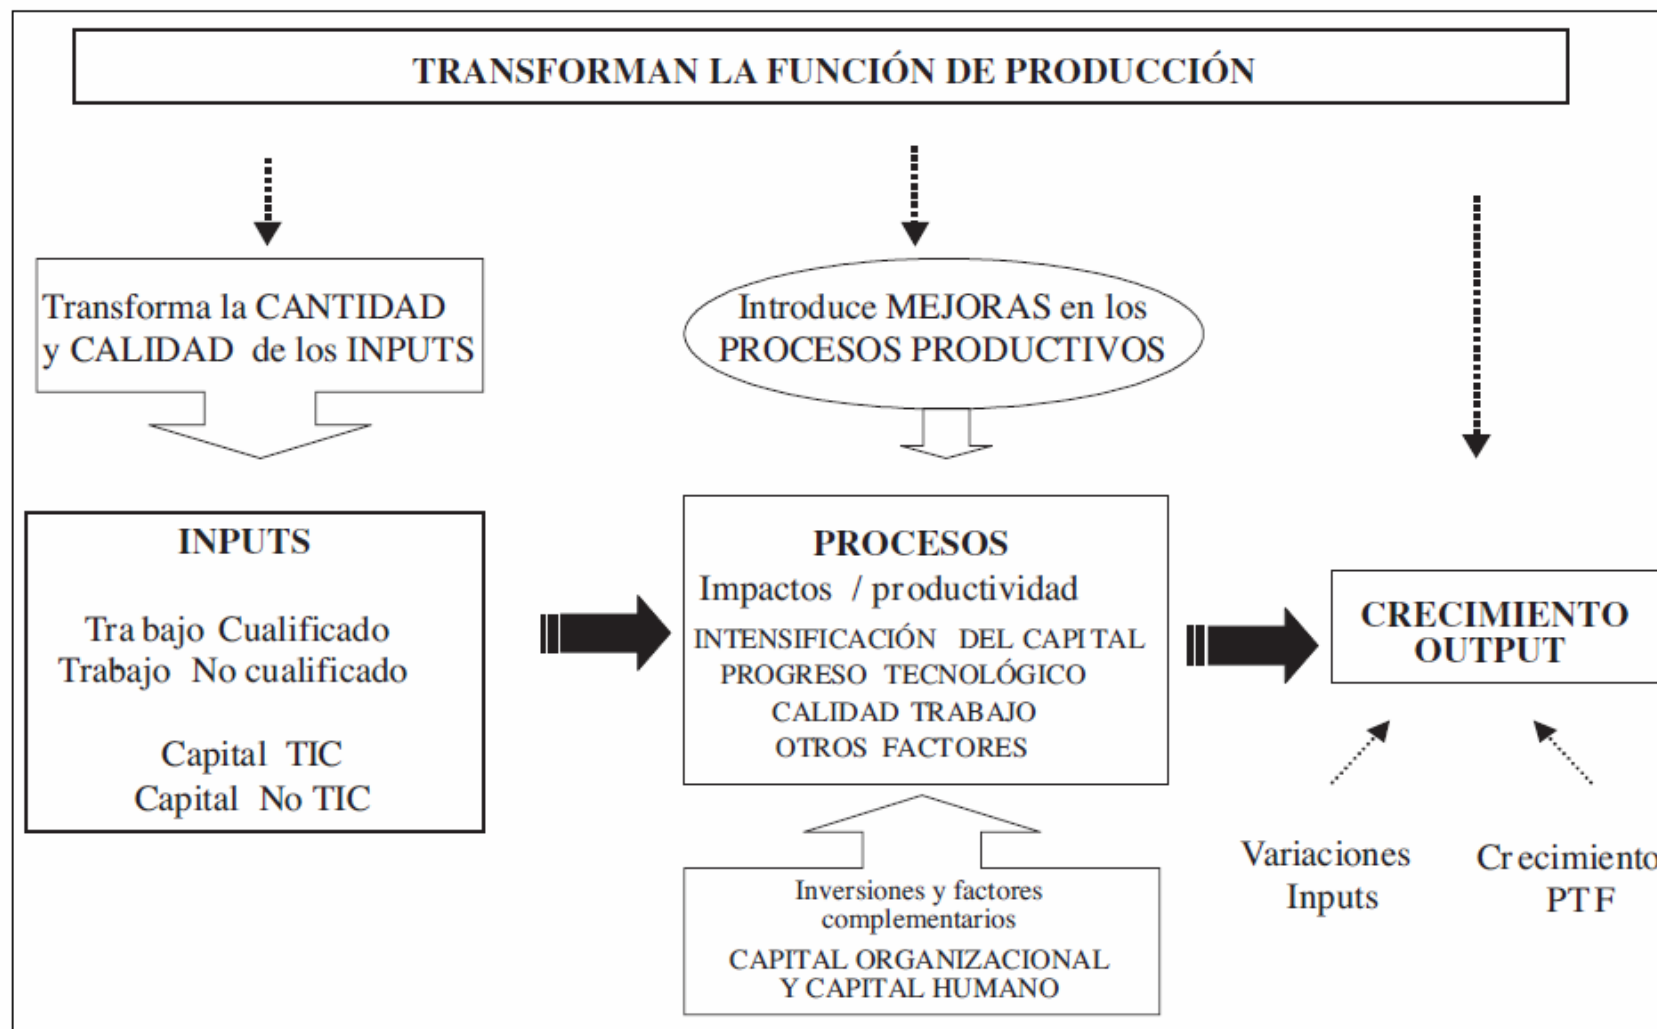 TRANSFORMAN LA FUNCIÓN DE PRODUCCIÓN
Transforma la CANTIDAD
y CALIDAD de los INPUTS
Introduce MEJORAS en los
PROCESOS PRODUCTIVOS
INPUTS
Trabajo Cualificado
Trabajo No cualificado
Capital TIC
Capital No TIC
PROCESOS
Impactos / productividad
INTENSIFICACIÓN DEL CAPITAL
PROGRESO TECNOLÓGICO
CALIDAD TRABAJO
OTROS FACTORES
CRECIMIENTO
OUTPUT
Inversiones y factores
complementarios
CAPITAL ORGANIZACIONAL
Y CAPITAL HUMANO
Variaciones
Inputs
Crecimiento
PTF